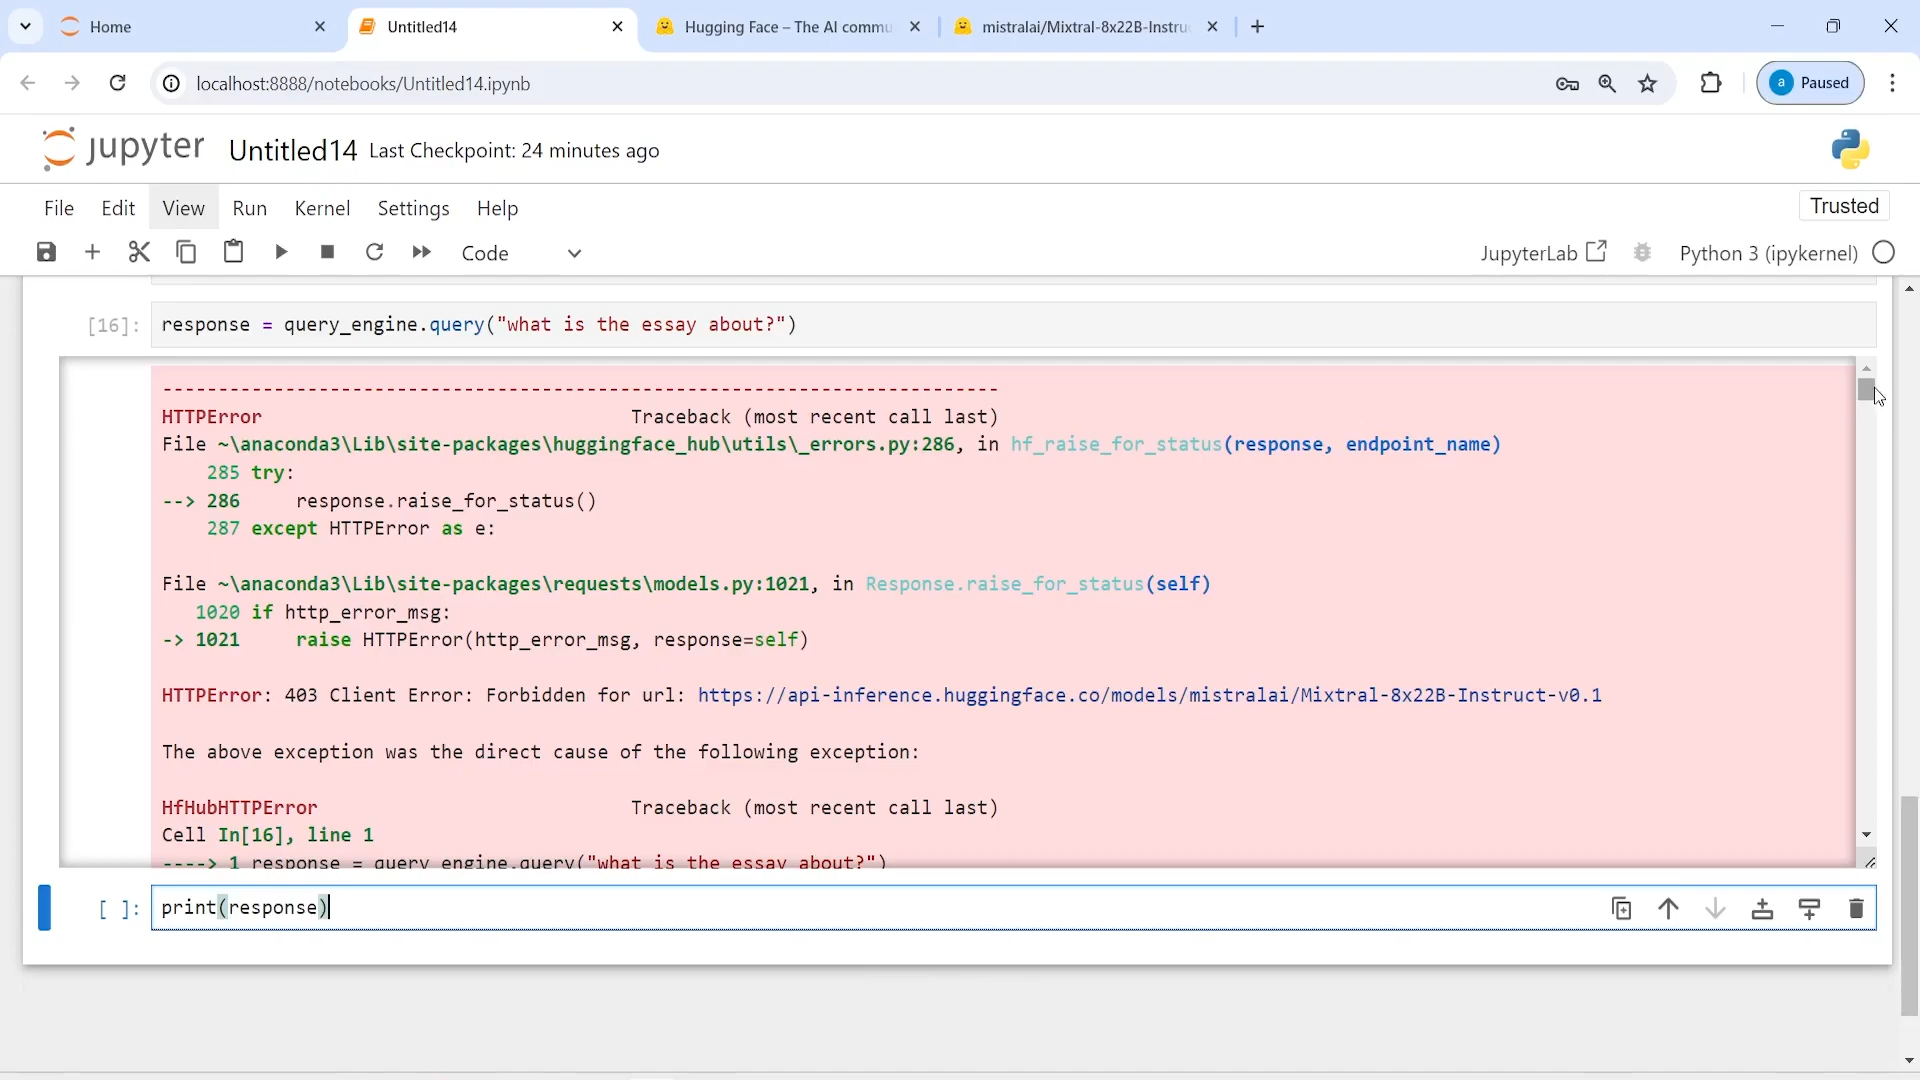 Home
Untitled14
Hugging Face – The AI commu
mistralai/Mixtral-8x22B-Instru
localhost:8888/notebooks/Untitled14.ipynb
a Paused
jupyter Untitled14 Last Checkpoint: 24 minutes ago
File Edit View Run Kernel Settings Help
Trusted
Code
JupyterLab
Python 3 (ipykernel)
[16]: response = query_engine.query("what is the essay about?")
---------------------------------------------------------------------------
HTTPError                                 Traceback (most recent call last)
File ~\anaconda3\Lib\site-packages\huggingface_hub\utils\_errors.py:286, in hf_raise_for_status(response, endpoint_name)
    285 try:
--> 286     response.raise_for_status()
    287 except HTTPError as e:
File ~\anaconda3\Lib\site-packages\requests\models.py:1021, in Response.raise_for_status(self)
   1020 if http_error_msg:
-> 1021     raise HTTPError(http_error_msg, response=self)
HTTPError: 403 Client Error: Forbidden for url: https://api-inference.huggingface.co/models/mistralai/Mixtral-8x22B-Instruct-v0.1
The above exception was the direct cause of the following exception:
HfHubHTTPError                            Traceback (most recent call last)
Cell In[16], line 1
----> 1 response = query_engine.query("what is the essay about?")
[ ]: print(response)